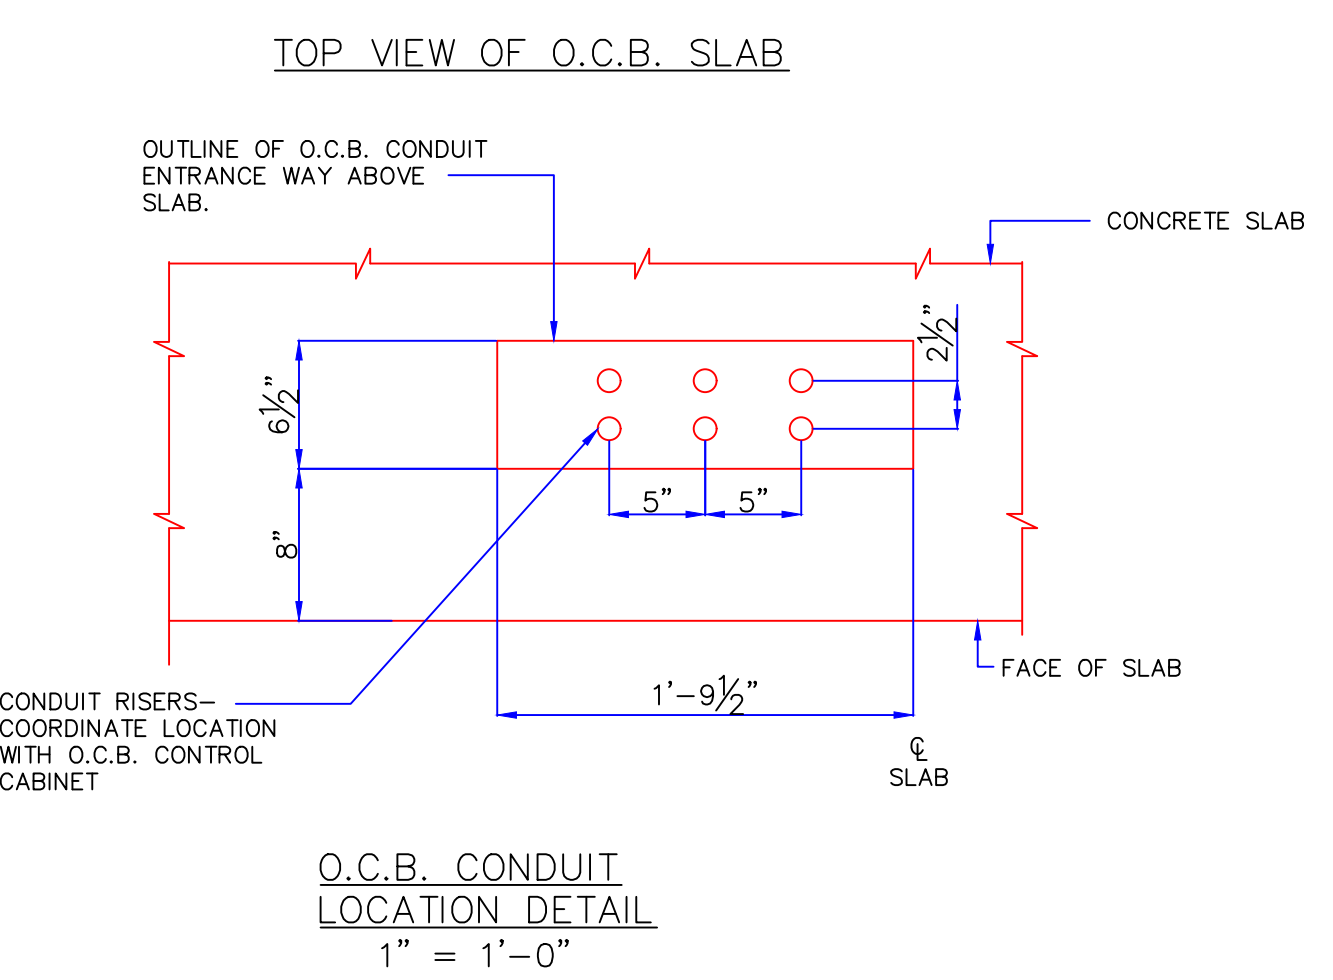 TOP VIEW OF O.C.B. SLAB
OUTLINE OF O.C.B. CONDUIT
ENTRANCE WAY ABOVE
SLAB.
CONCRETE SLAB
2½"
6½"
5"
5"
8"
FACE OF SLAB
CONDUIT RISERS-
COORDINATE LOCATION
WITH O.C.B. CONTROL
CABINET
1'-9½"
℄
SLAB
O.C.B. CONDUIT
LOCATION DETAIL
1" = 1'-0"